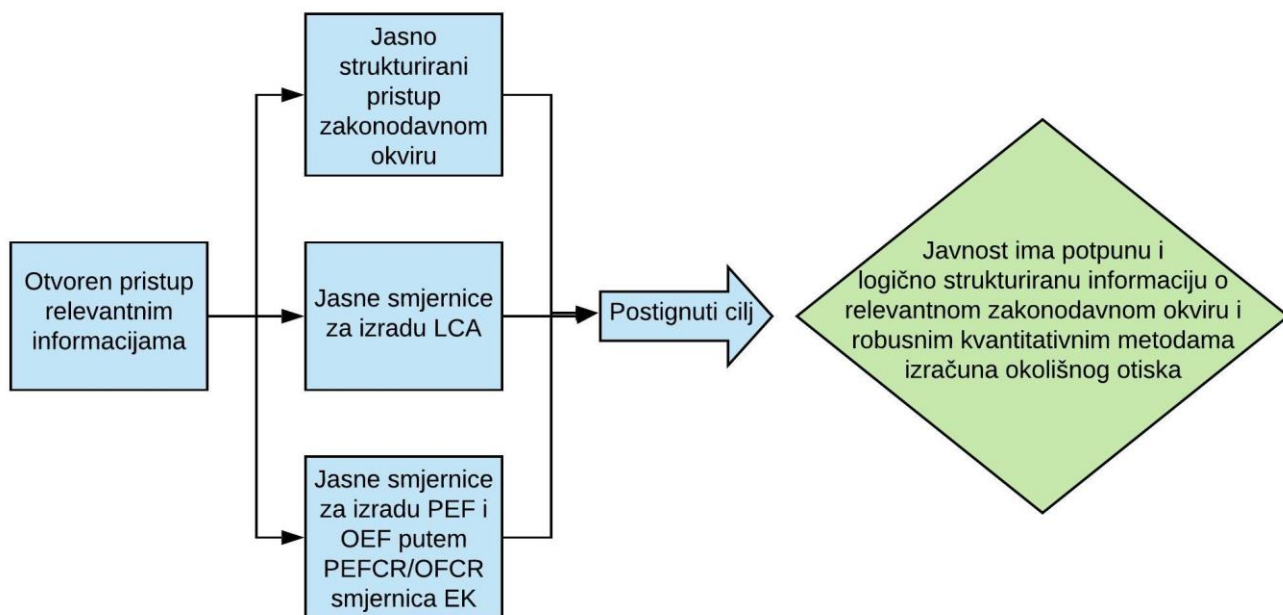 Otvoren pristup
relevantnim
informacijama
Jasno
strukturirani
pristup
zakonodavnom
okviru
Jasne smjernice
za izradu LCA
Jasne smjernice
za izradu PEF i
OEF putem
PEFCR/OFCR
smjernica EK
Postignuti cilj
Javnost ima potpunu i
logično strukturiranu informaciju o
relevantnom zakonodavnom okviru i
robusnim kvantitativnim metodama
izračuna okolišnog otiska